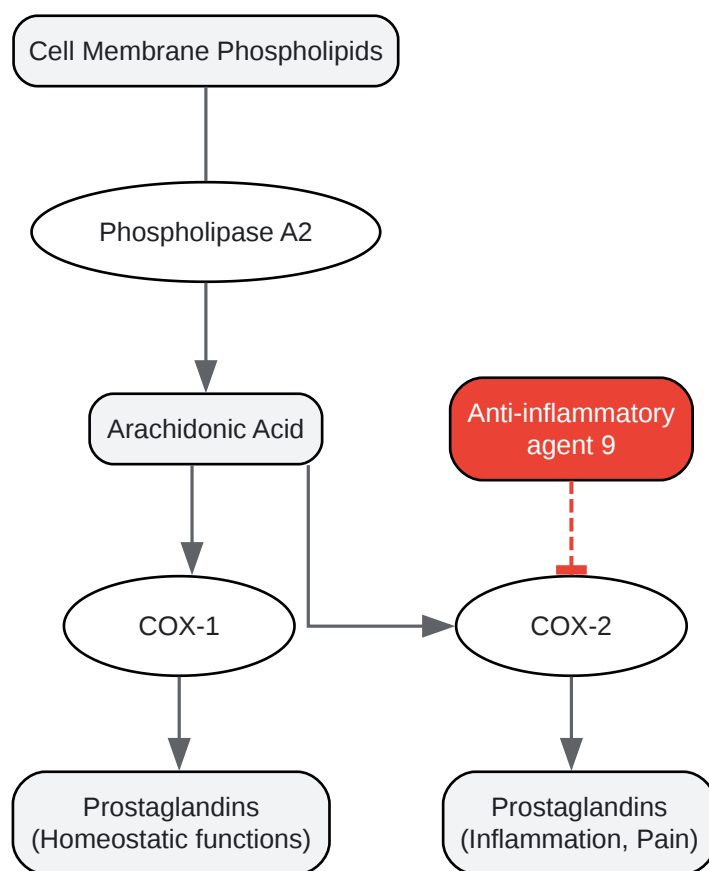 Cell Membrane Phospholipids
Phospholipase A2
Arachidonic Acid
Anti-inflammatory
agent 9
COX-1
COX-2
Prostaglandins
(Homeostatic functions)
Prostaglandins
(Inflammation, Pain)